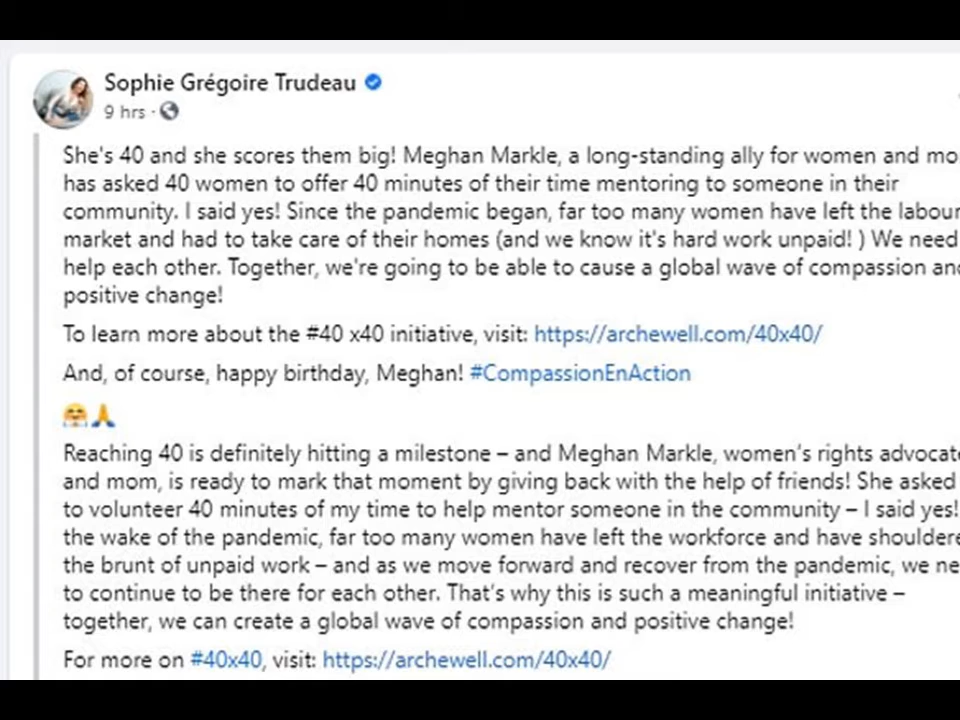 Sophie Grégoire Trudeau
9 hrs ·
She's 40 and she scores them big! Meghan Markle, a long-standing ally for women and mo
has asked 40 women to offer 40 minutes of their time mentoring to someone in their
community. I said yes! Since the pandemic began, far too many women have left the labour
market and had to take care of their homes (and we know it's hard work unpaid! ) We need
help each other. Together, we're going to be able to cause a global wave of compassion and
positive change!
To learn more about the #40 x40 initiative, visit: https://archewell.com/40x40/
And, of course, happy birthday, Meghan! #CompassionEnAction
🤗🙏
Reaching 40 is definitely hitting a milestone – and Meghan Markle, women's rights advocate
and mom, is ready to mark that moment by giving back with the help of friends! She asked
to volunteer 40 minutes of my time to help mentor someone in the community – I said yes!
the wake of the pandemic, far too many women have left the workforce and have shouldere
the brunt of unpaid work – and as we move forward and recover from the pandemic, we ne
to continue to be there for each other. That's why this is such a meaningful initiative –
together, we can create a global wave of compassion and positive change!
For more on #40x40, visit: https://archewell.com/40x40/